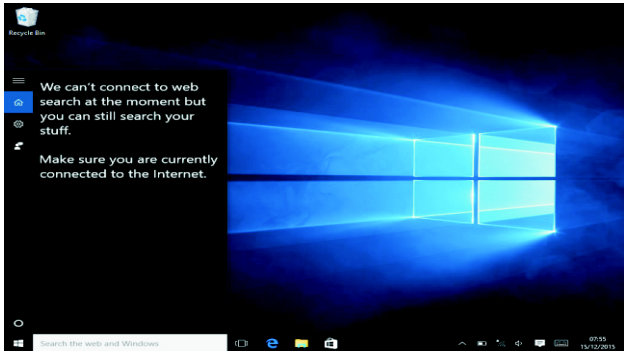 Recycle Bin
We can't connect to web
search at the moment but
you can still search your
stuff.
Make sure you are currently
connected to the Internet.
Search the web and Windows
07:55
15/12/2015